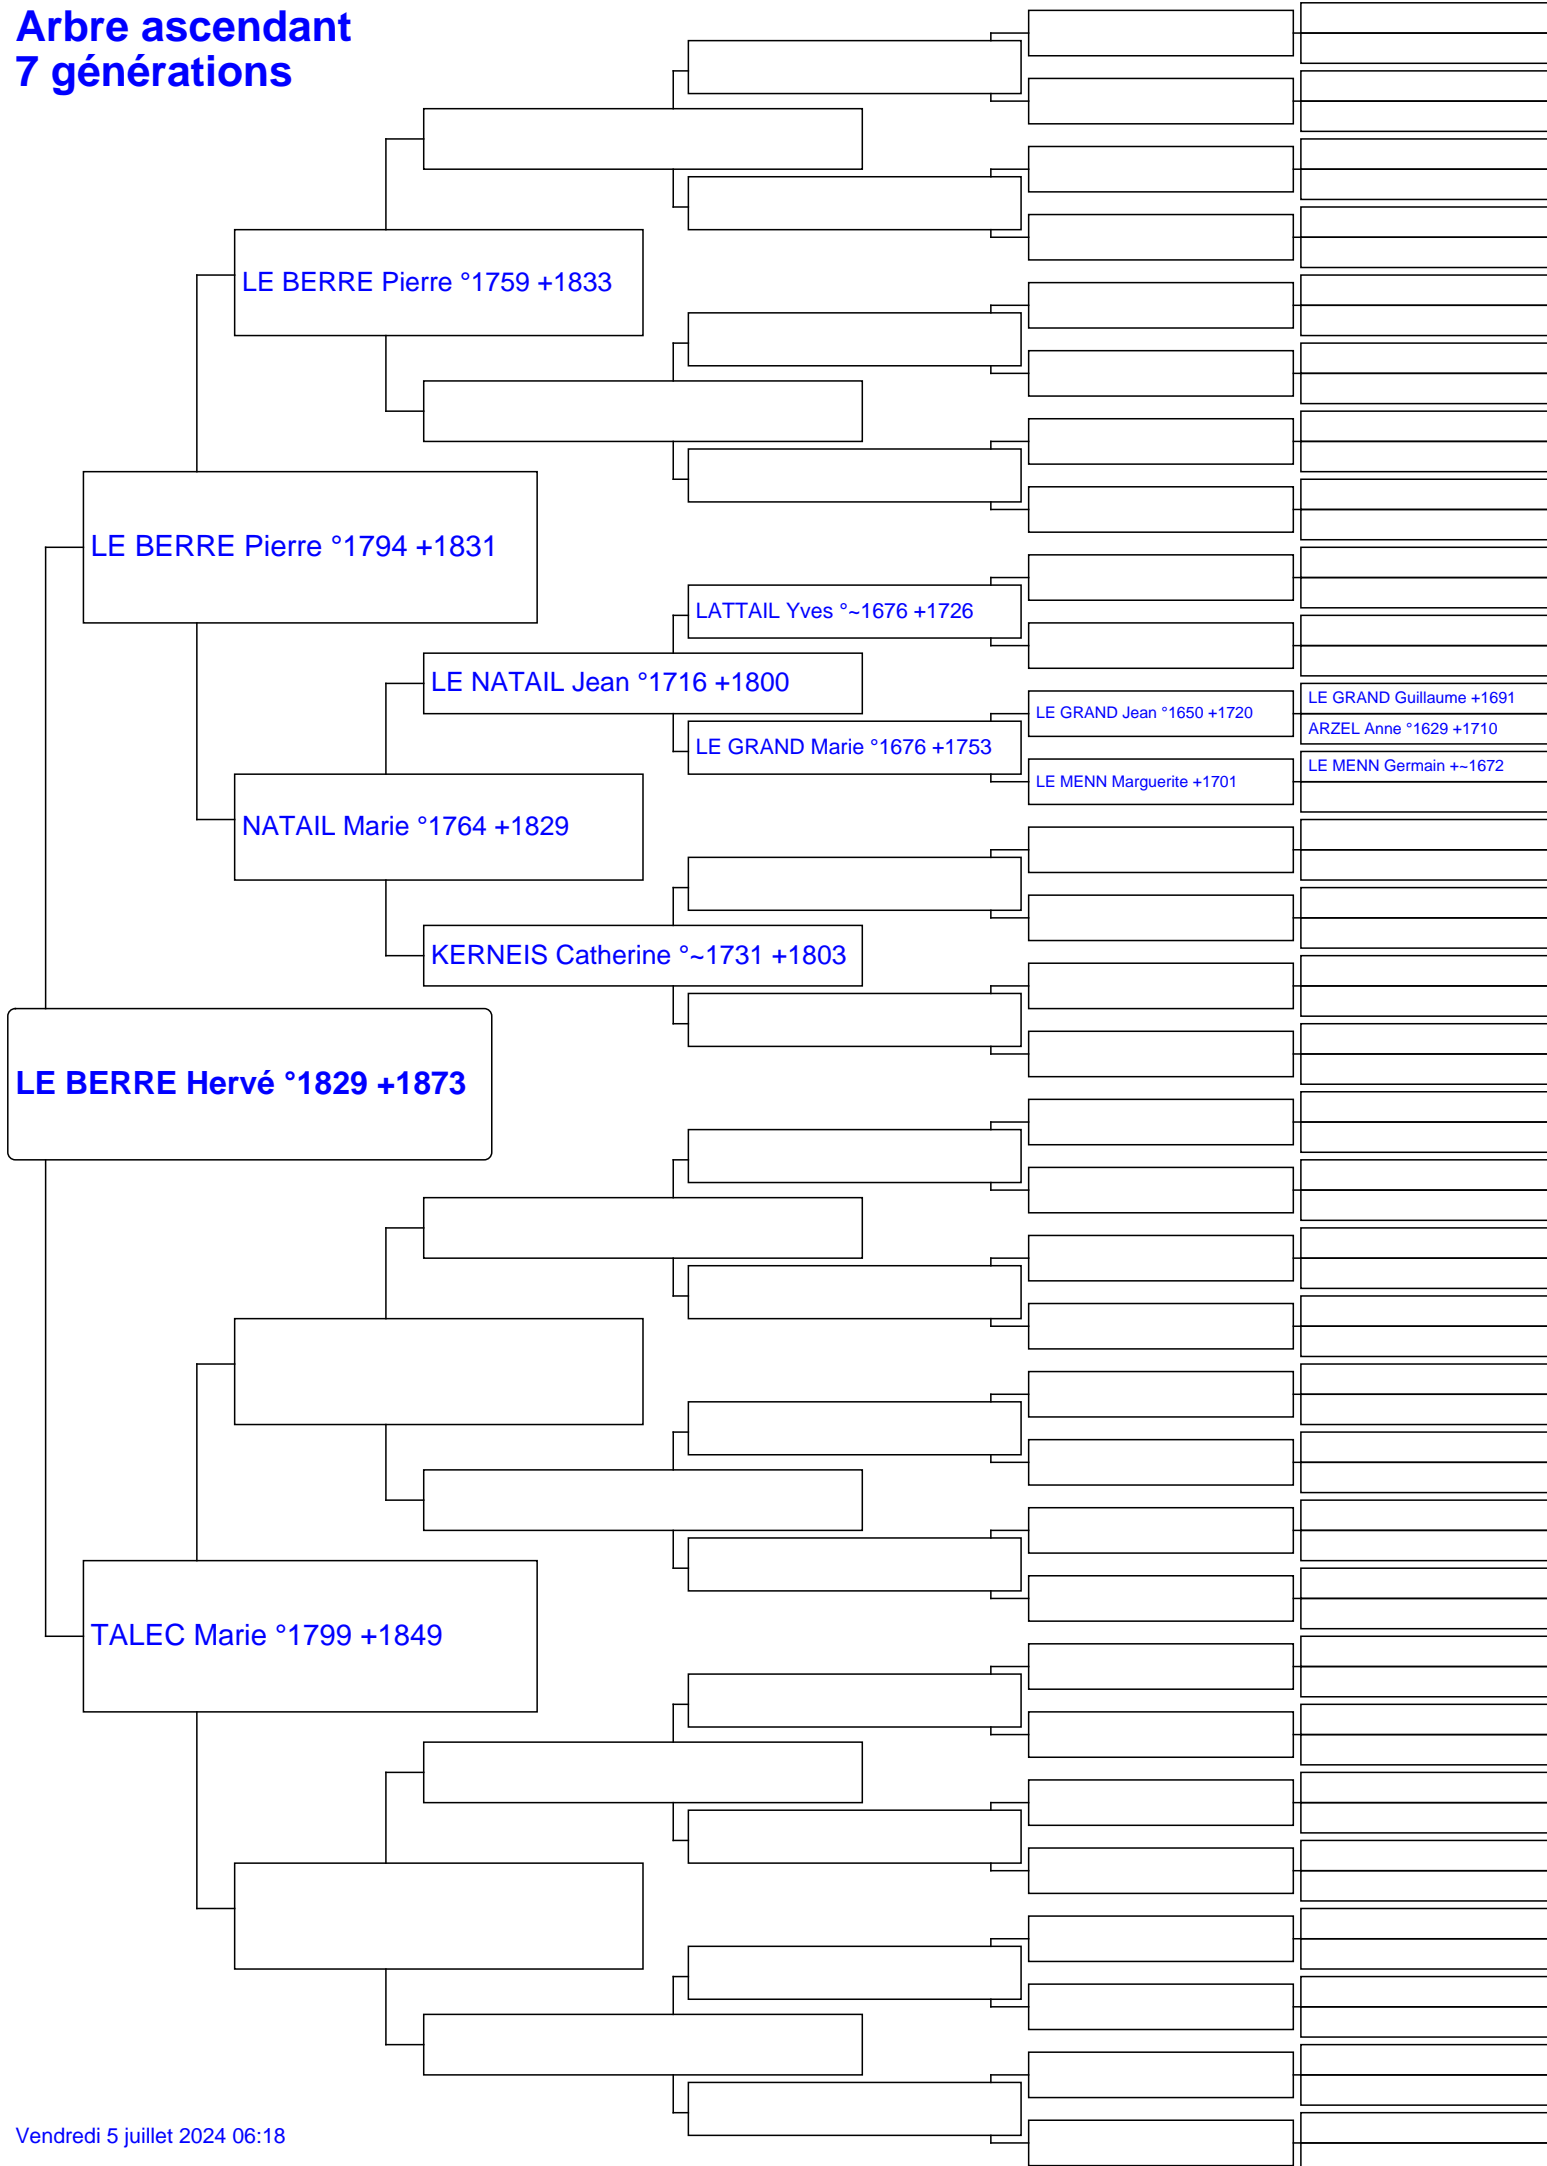 Arbre ascendant
7 générations
LE BERRE Pierre °1759 +1833
LE BERRE Pierre °1794 +1831
LATTAIL Yves °~1676 +1726
LE NATAIL Jean °1716 +1800
LE GRAND Guillaume +1691
LE GRAND Jean °1650 +1720
ARZEL Anne °1629 +1710
LE GRAND Marie °1676 +1753
LE MENN Germain +~1672
LE MENN Marguerite +1701
NATAIL Marie °1764 +1829
KERNEIS Catherine °~1731 +1803
LE BERRE Hervé °1829 +1873
TALEC Marie °1799 +1849
Vendredi 5 juillet 2024 06:18